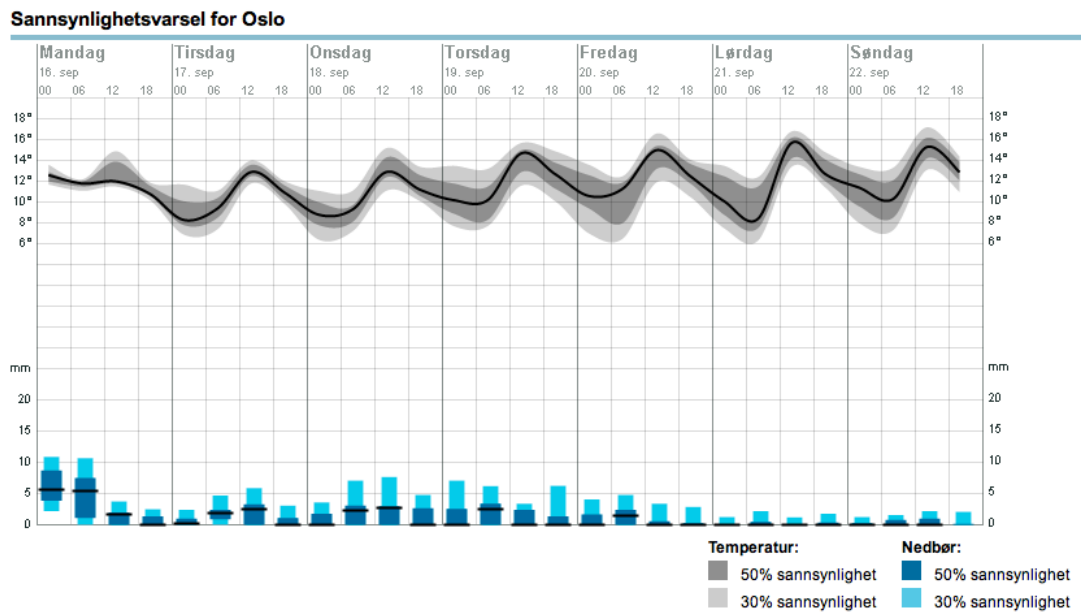 Sannsynlighetsvarsel for Oslo
Mandag Tirsdag Onsdag Torsdag Fredag Lørdag Søndag
16. sep 17. sep 18. sep 19. sep 20. sep 21. sep 22. sep
00 06 12 18 00 06 12 18 00 06 12 18 00 06 12 18 00 06 12 18 00 06 12 18 00 06 12 18
18° 18°
16° 16°
14° 14°
12° 12°
10° 10°
8° 8°
6° 6°
mm mm
20 20
15 15
10 10
5 5
0 0
Temperatur: Nedbør:
50% sannsynlighet 50% sannsynlighet
30% sannsynlighet 30% sannsynlighet